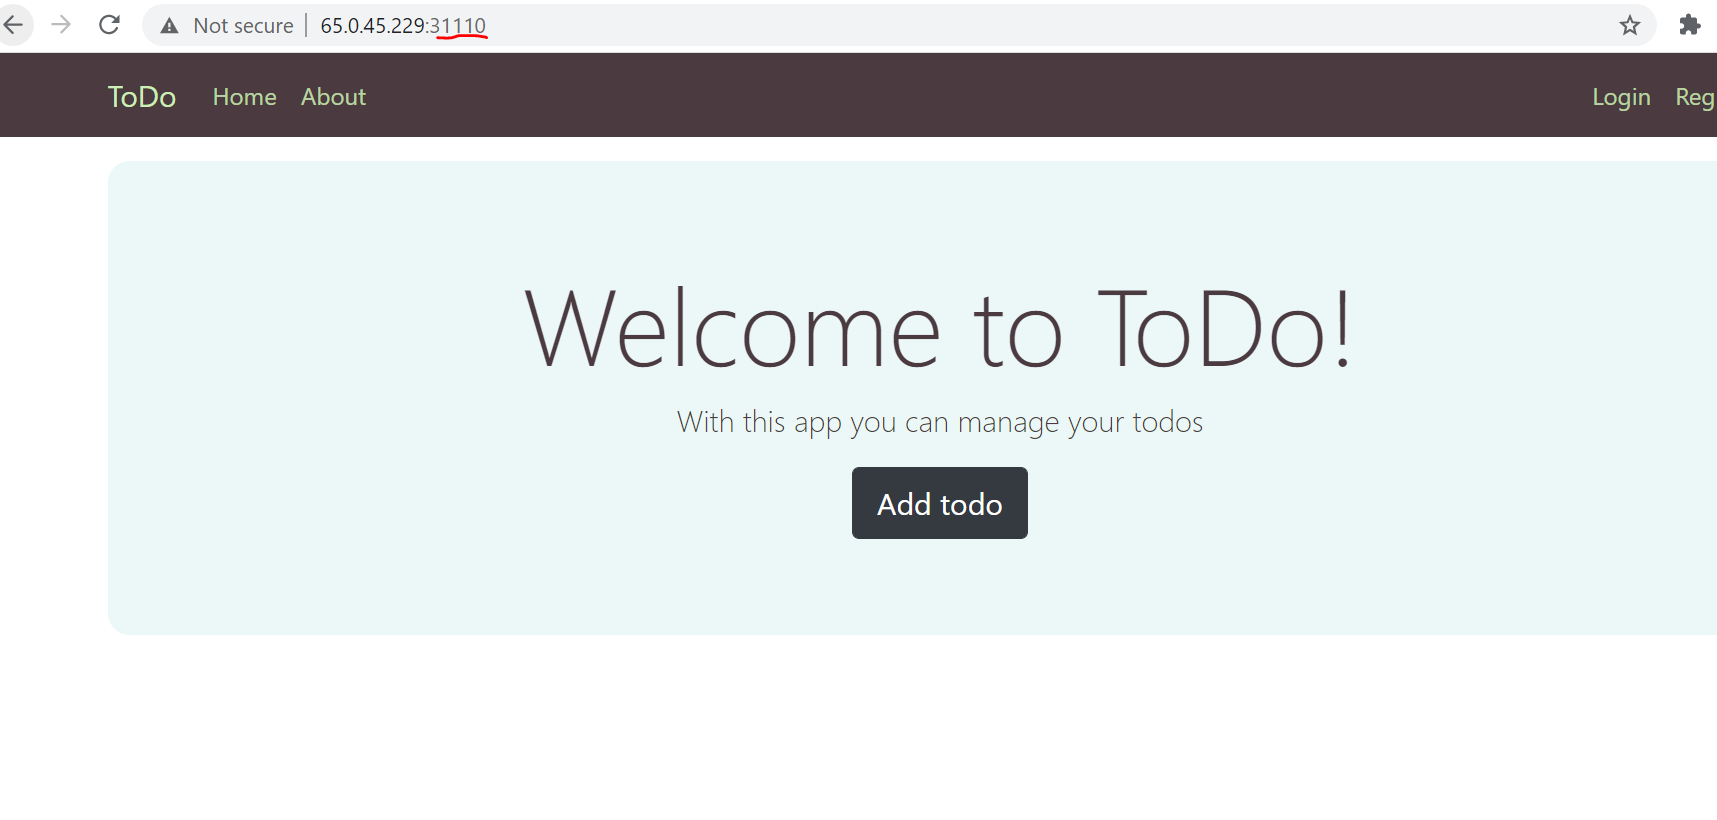 Not secure | 65.0.45.229:31110
ToDo Home About Login Reg
Welcome to ToDo!
With this app you can manage your todos
Add todo